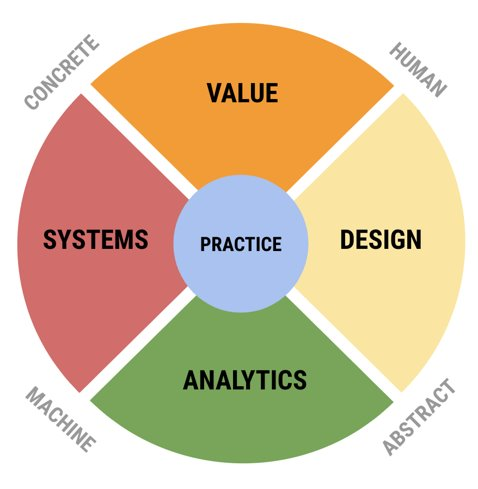 CONCRETE
HUMAN
VALUE
SYSTEMS
PRACTICE
DESIGN
ANALYTICS
MACHINE
ABSTRACT